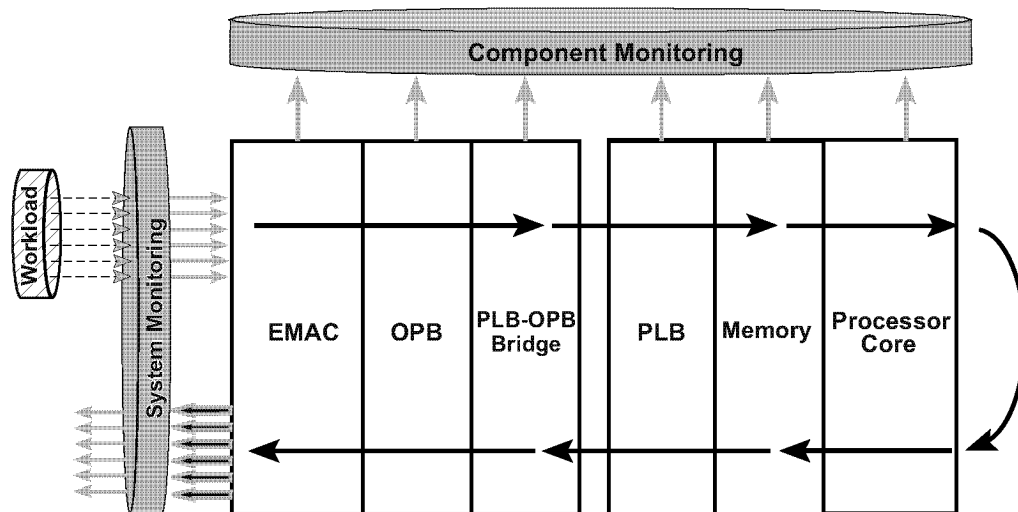 Component Monitoring
Workload
System Monitoring
EMAC
OPB
PLB-OPB
Bridge
PLB
Memory
Processor
Core